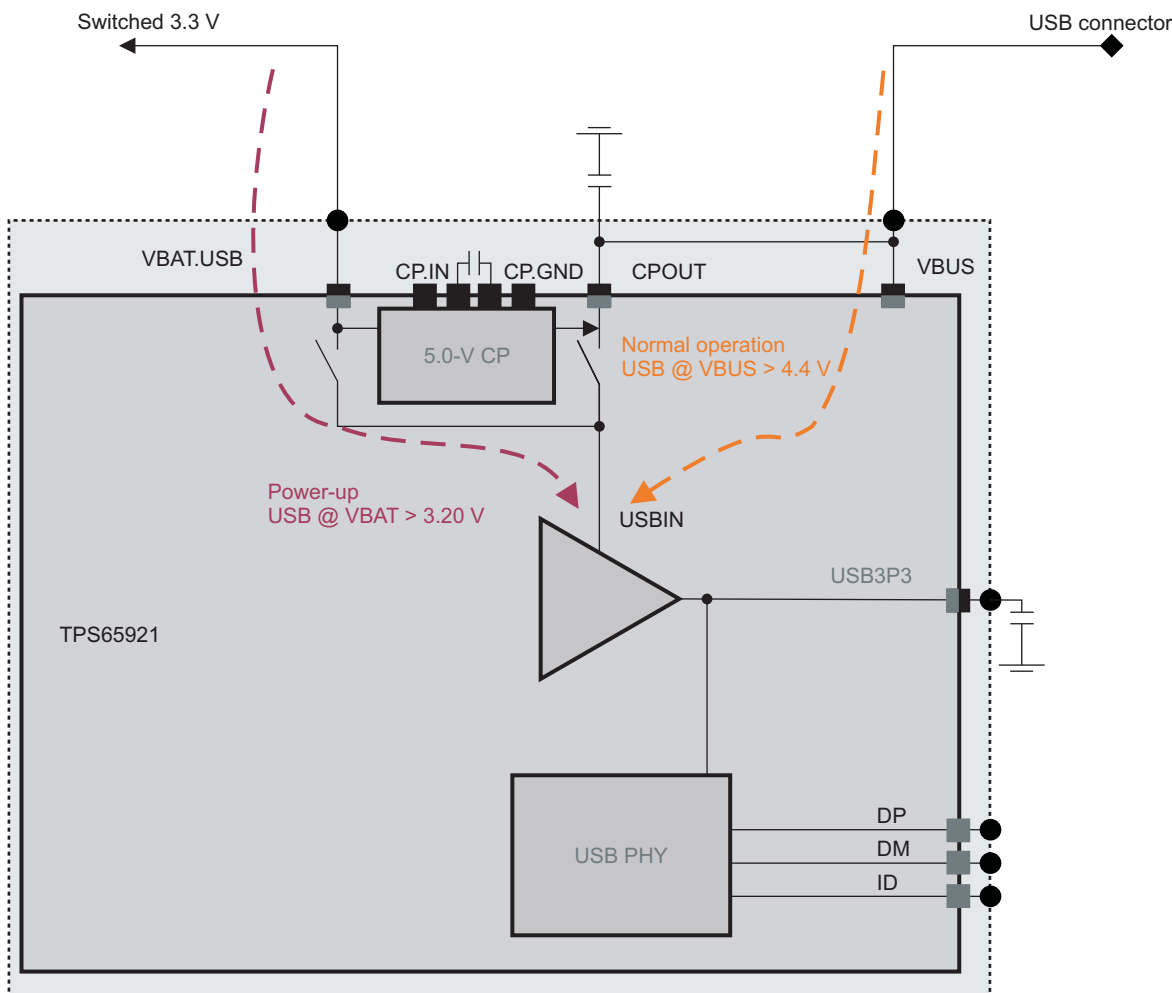 Switched 3.3 V
USB connector
VBAT.USB
CP.IN
CP.GND
CPOUT
VBUS
5.0-V CP
Normal operation
USB @ VBUS > 4.4 V
Power-up
USB @ VBAT > 3.20 V
USBIN
USB3P3
TPS65921
USB PHY
DP
DM
ID